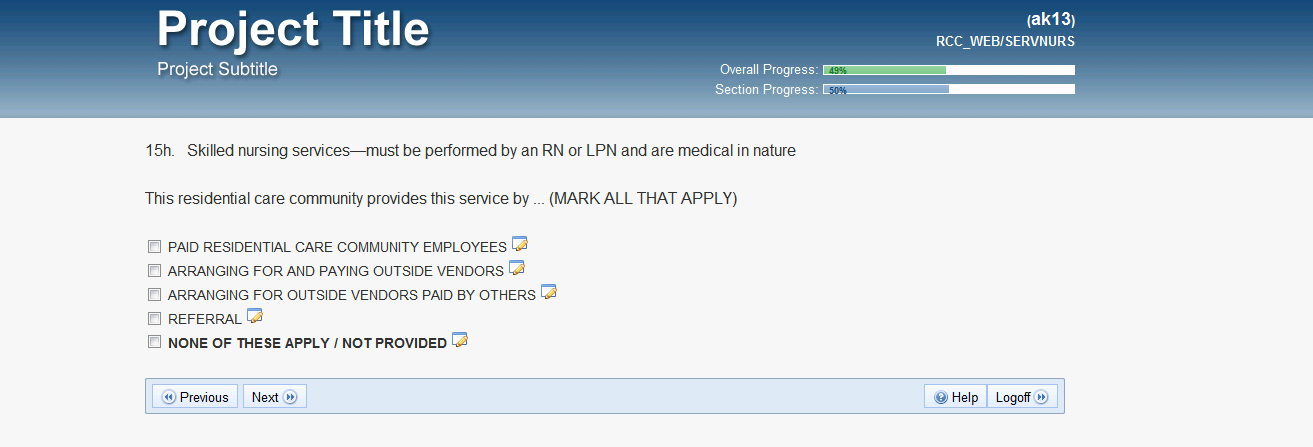 Project Title
Project Subtitle
(ak13)
RCC_WEB/SERVNURS
Overall Progress: 49%
Section Progress: 50%
15h. Skilled nursing services—must be performed by an RN or LPN and are medical in nature
This residential care community provides this service by ... (MARK ALL THAT APPLY)
PAID RESIDENTIAL CARE COMMUNITY EMPLOYEES
ARRANGING FOR AND PAYING OUTSIDE VENDORS
ARRANGING FOR OUTSIDE VENDORS PAID BY OTHERS
REFERRAL
NONE OF THESE APPLY / NOT PROVIDED
Previous Next Help Logoff